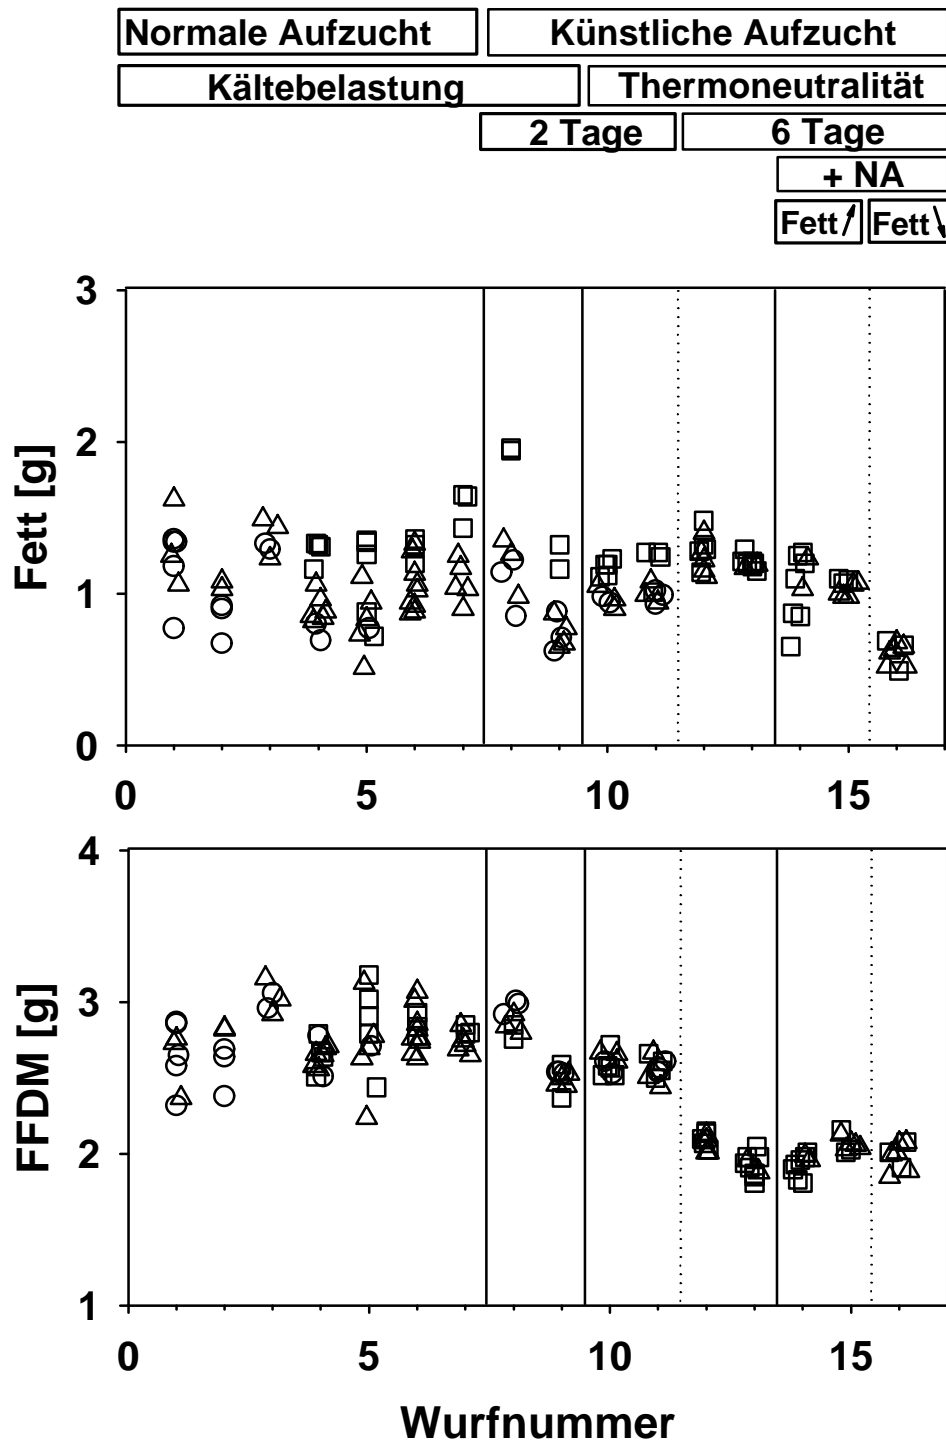 Normale Aufzucht Künstliche Aufzucht
Kältebelastung Thermoneutralität
2 Tage 6 Tage
+ NA
Fett Fett
3
2
1
0
Fett [g]
0 5 10 15
4
3
2
1
FFDM [g]
0 5 10 15
Wurfnummer